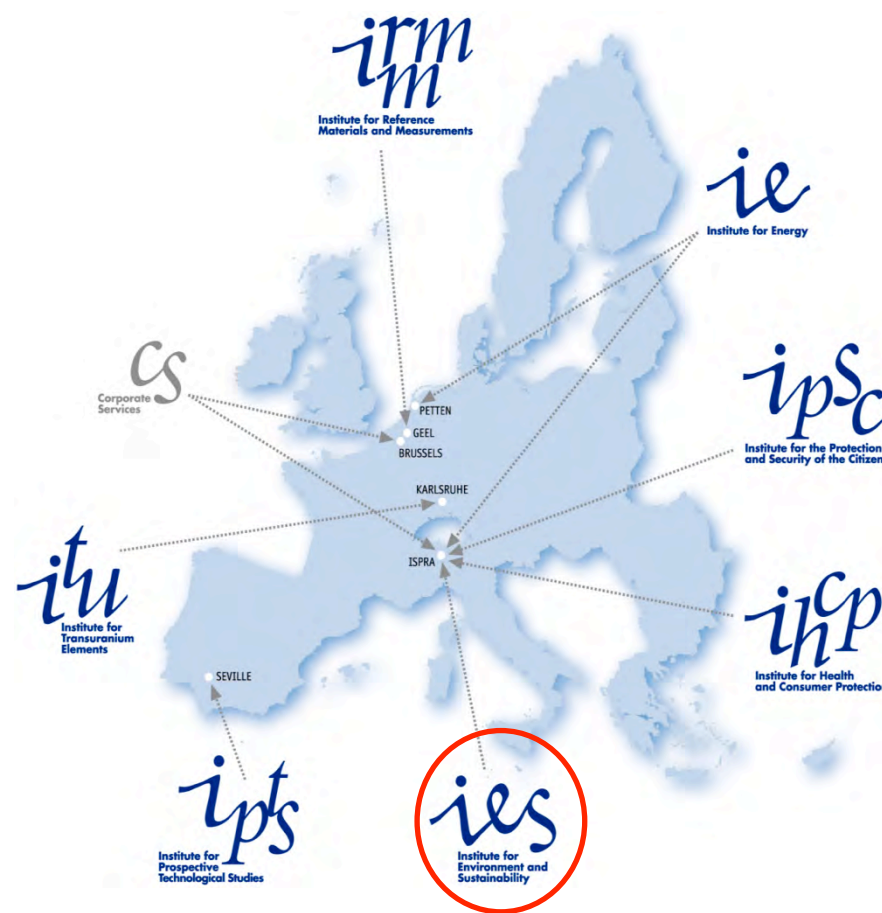 irmm
Institute for Reference
Materials and Measurements
ie
Institute for Energy
cs
Corporate
Services
ipsc
Institute for the Protection
and Security of the Citizen
PETTEN
GEEL
BRUSSELS
KARLSRUHE
ISPRA
itu
Institute for
Transuranium
Elements
ihcp
Institute for Health
and Consumer Protection
SEVILLE
ipts
Institute for
Prospective
Technological Studies
ies
Institute for
Environment and
Sustainability